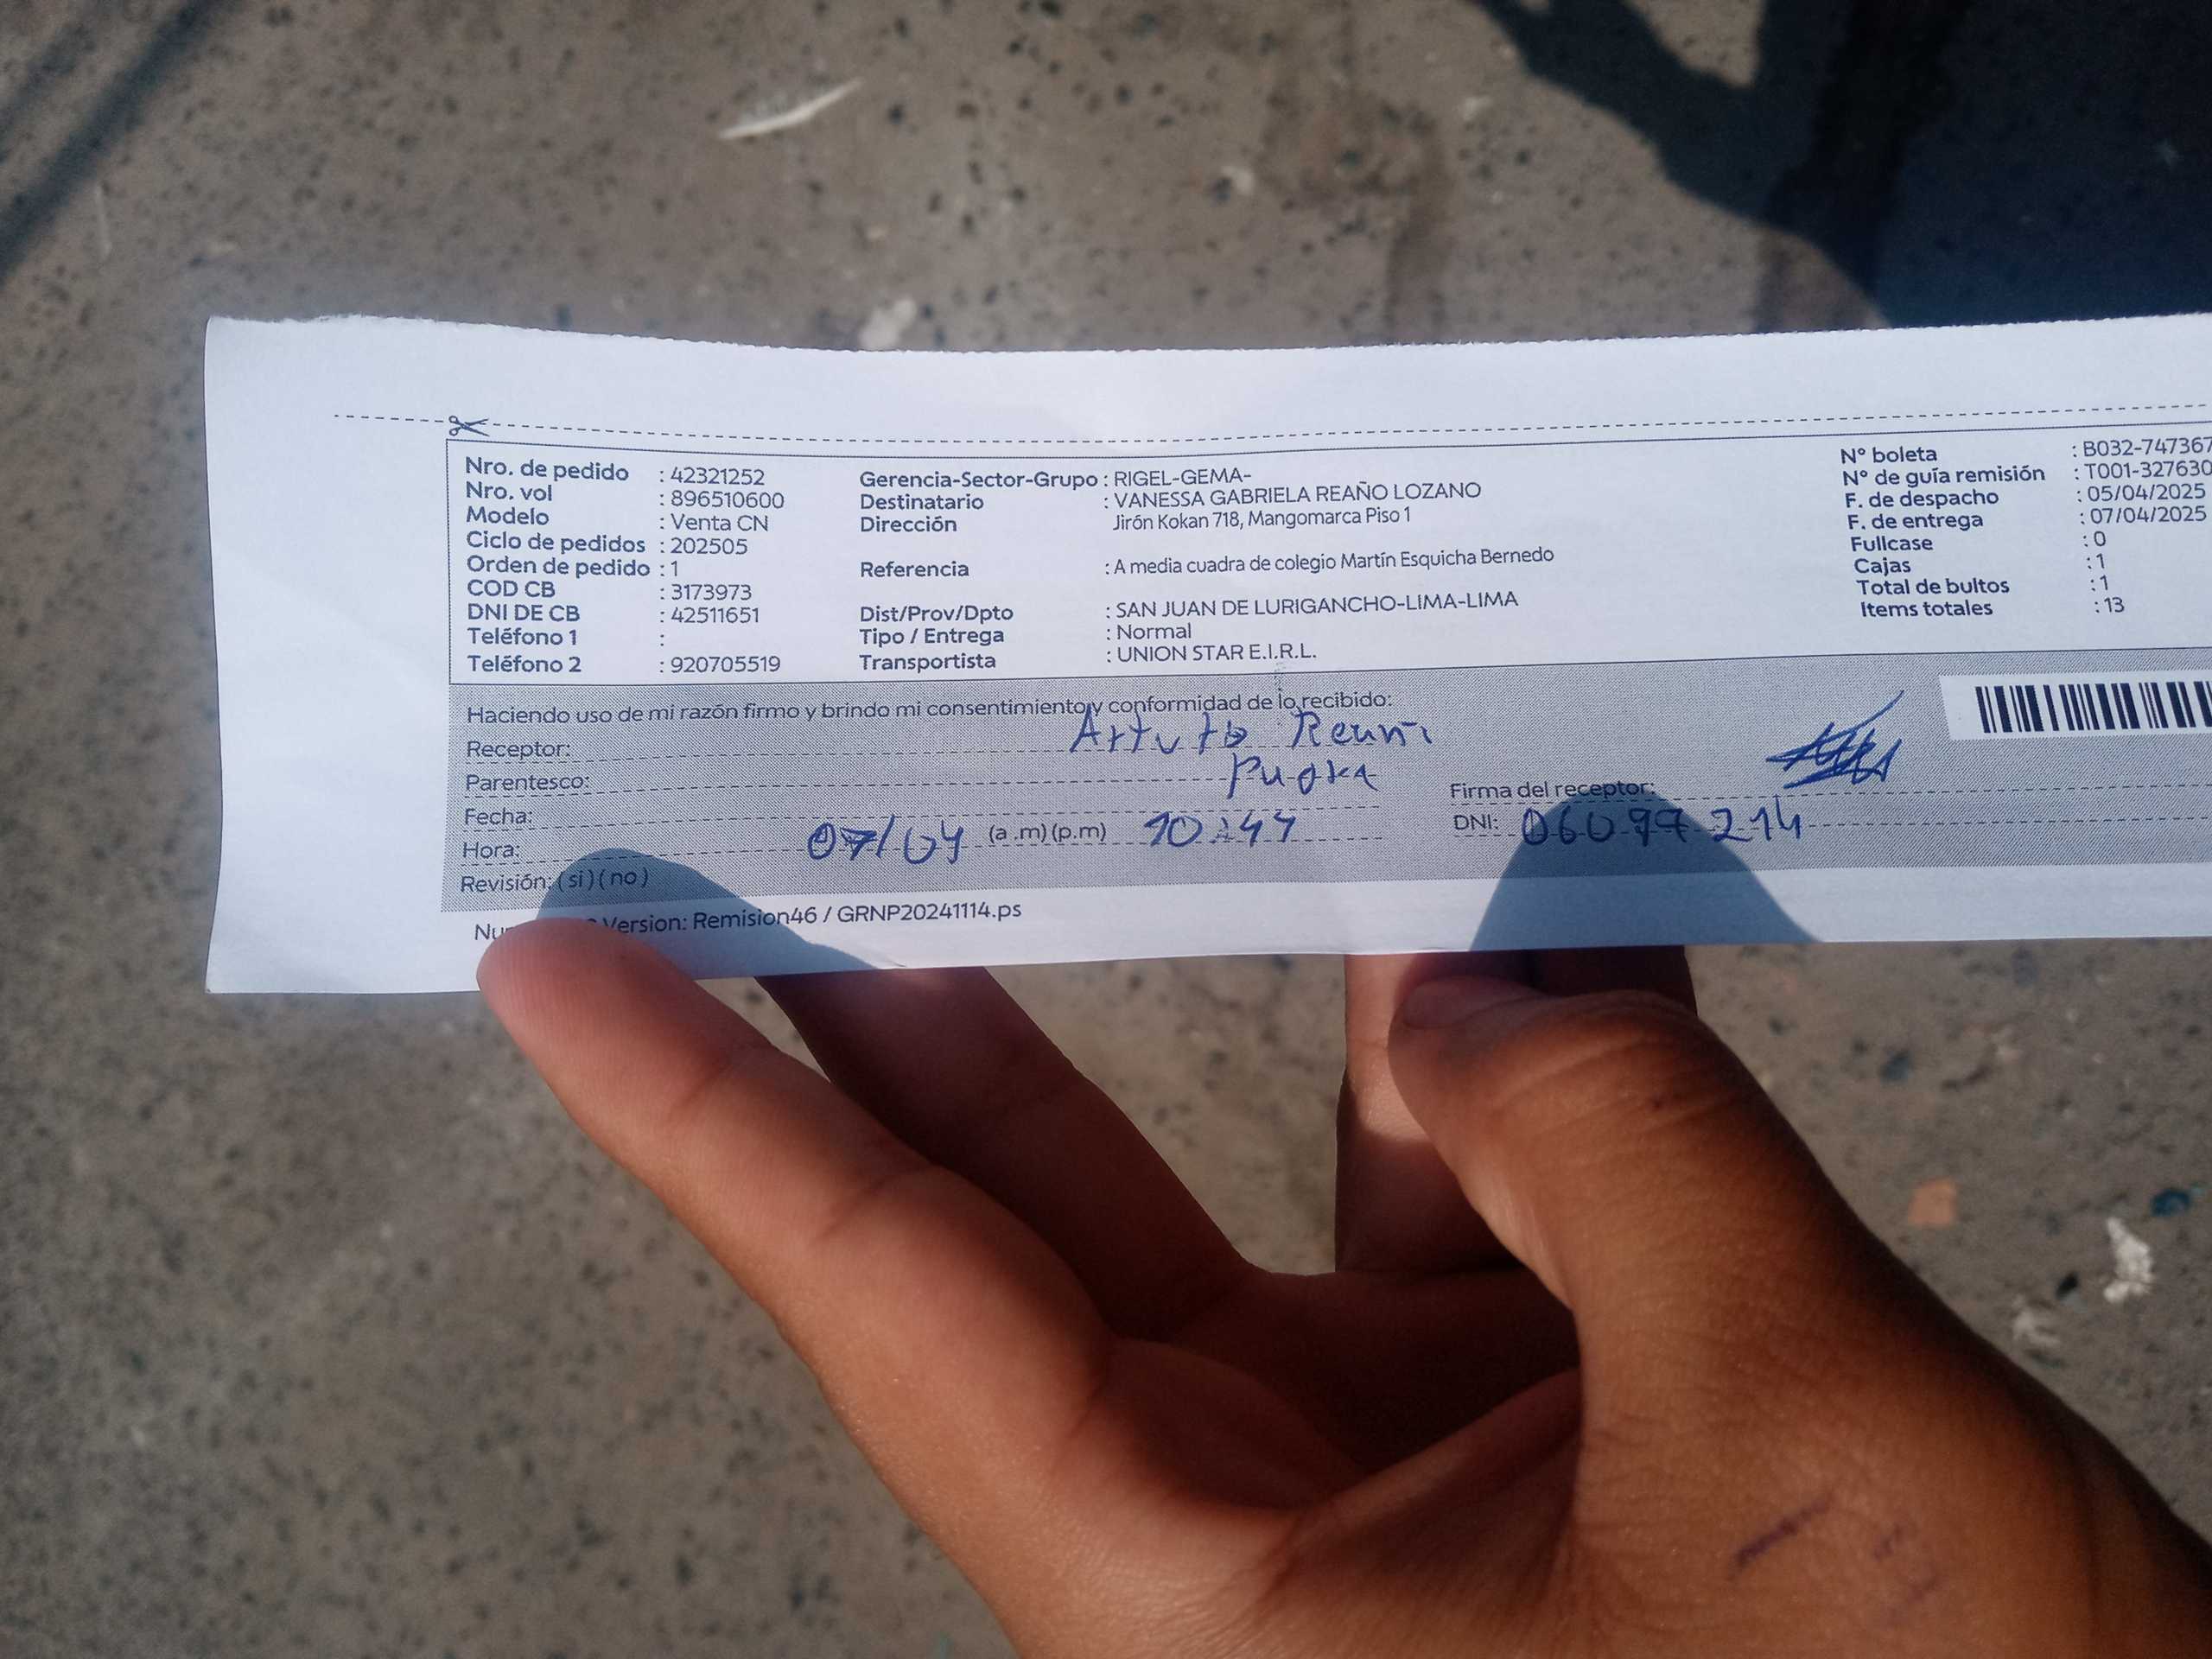 Nro. de pedido : 42321252
Nro. vol : 896510600
Modelo : Venta CN
Ciclo de pedidos : 202505
Orden de pedido : 1
COD CB : 3173973
DNI DE CB : 42511651
Teléfono 1 :
Teléfono 2 : 920705519
Gerencia-Sector-Grupo : RIGEL-GEMA-
Destinatario : VANESSA GABRIELA REAÑO LOZANO
Dirección Jirón Kokan 718, Mangomarca Piso 1
Referencia : A media cuadra de colegio Martín Esquicha Bernedo
Dist/Prov/Dpto : SAN JUAN DE LURIGANCHO-LIMA-LIMA
Tipo / Entrega : Normal
Transportista : UNION STAR E.I.R.L.
N° boleta : B032-747367
N° de guía remisión : T001-327630
F. de despacho : 05/04/2025
F. de entrega : 07/04/2025
Fullcase : 0
Cajas : 1
Total de bultos : 1
Items totales : 13
Haciendo uso de mi razón firmo y brindo mi consentimiento y conformidad de lo recibido:
Receptor: Arturo
Parentesco:
Fecha:
Hora: 07/04 (a .m) (p.m) 10:44
Revisión: (si) (no)
Firma del receptor:
DNI: 06097214
Version: Remision46 / GRNP20241114.ps